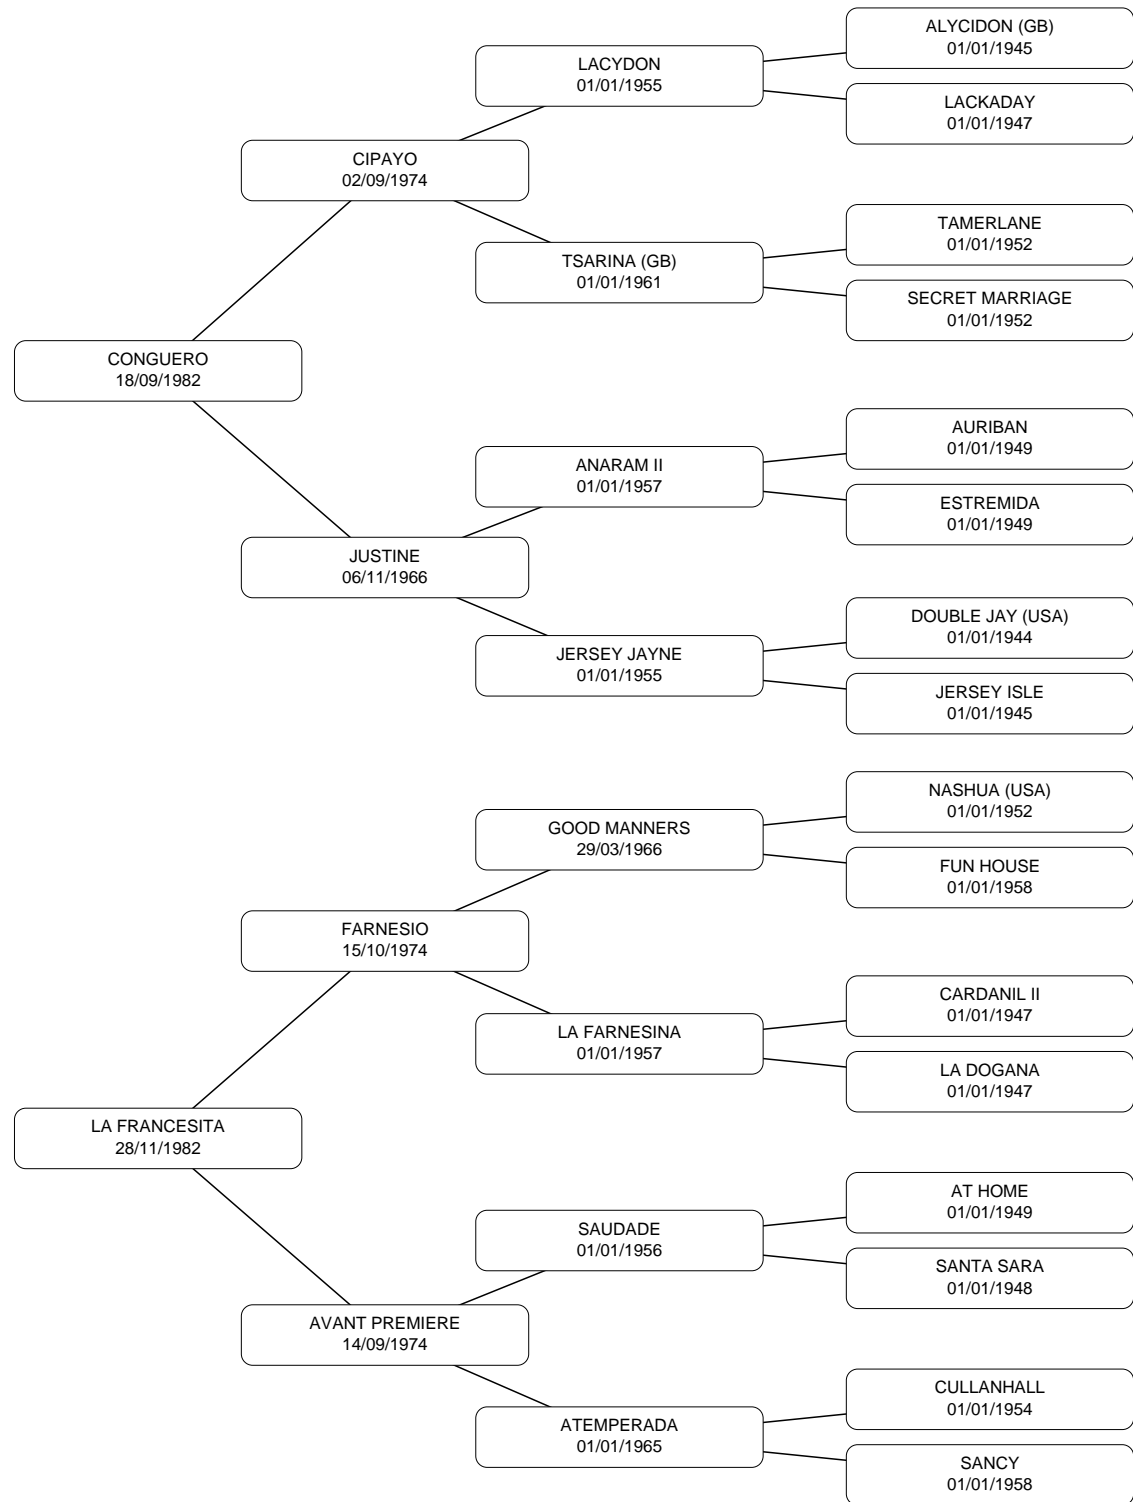 ALYCIDON (GB)
01/01/1945
LACYDON
01/01/1955
LACKADAY
01/01/1947
CIPAYO
02/09/1974
TAMERLANE
01/01/1952
TSARINA (GB)
01/01/1961
SECRET MARRIAGE
01/01/1952
CONGUERO
18/09/1982
AURIBAN
01/01/1949
ANARAM II
01/01/1957
ESTREMIDA
01/01/1949
JUSTINE
06/11/1966
DOUBLE JAY (USA)
01/01/1944
JERSEY JAYNE
01/01/1955
JERSEY ISLE
01/01/1945
NASHUA (USA)
01/01/1952
GOOD MANNERS
29/03/1966
FUN HOUSE
01/01/1958
FARNESIO
15/10/1974
CARDANIL II
01/01/1947
LA FARNESINA
01/01/1957
LA DOGANA
01/01/1947
LA FRANCESITA
28/11/1982
AT HOME
01/01/1949
SAUDADE
01/01/1956
SANTA SARA
01/01/1948
AVANT PREMIERE
14/09/1974
CULLANHALL
01/01/1954
ATEMPERADA
01/01/1965
SANCY
01/01/1958